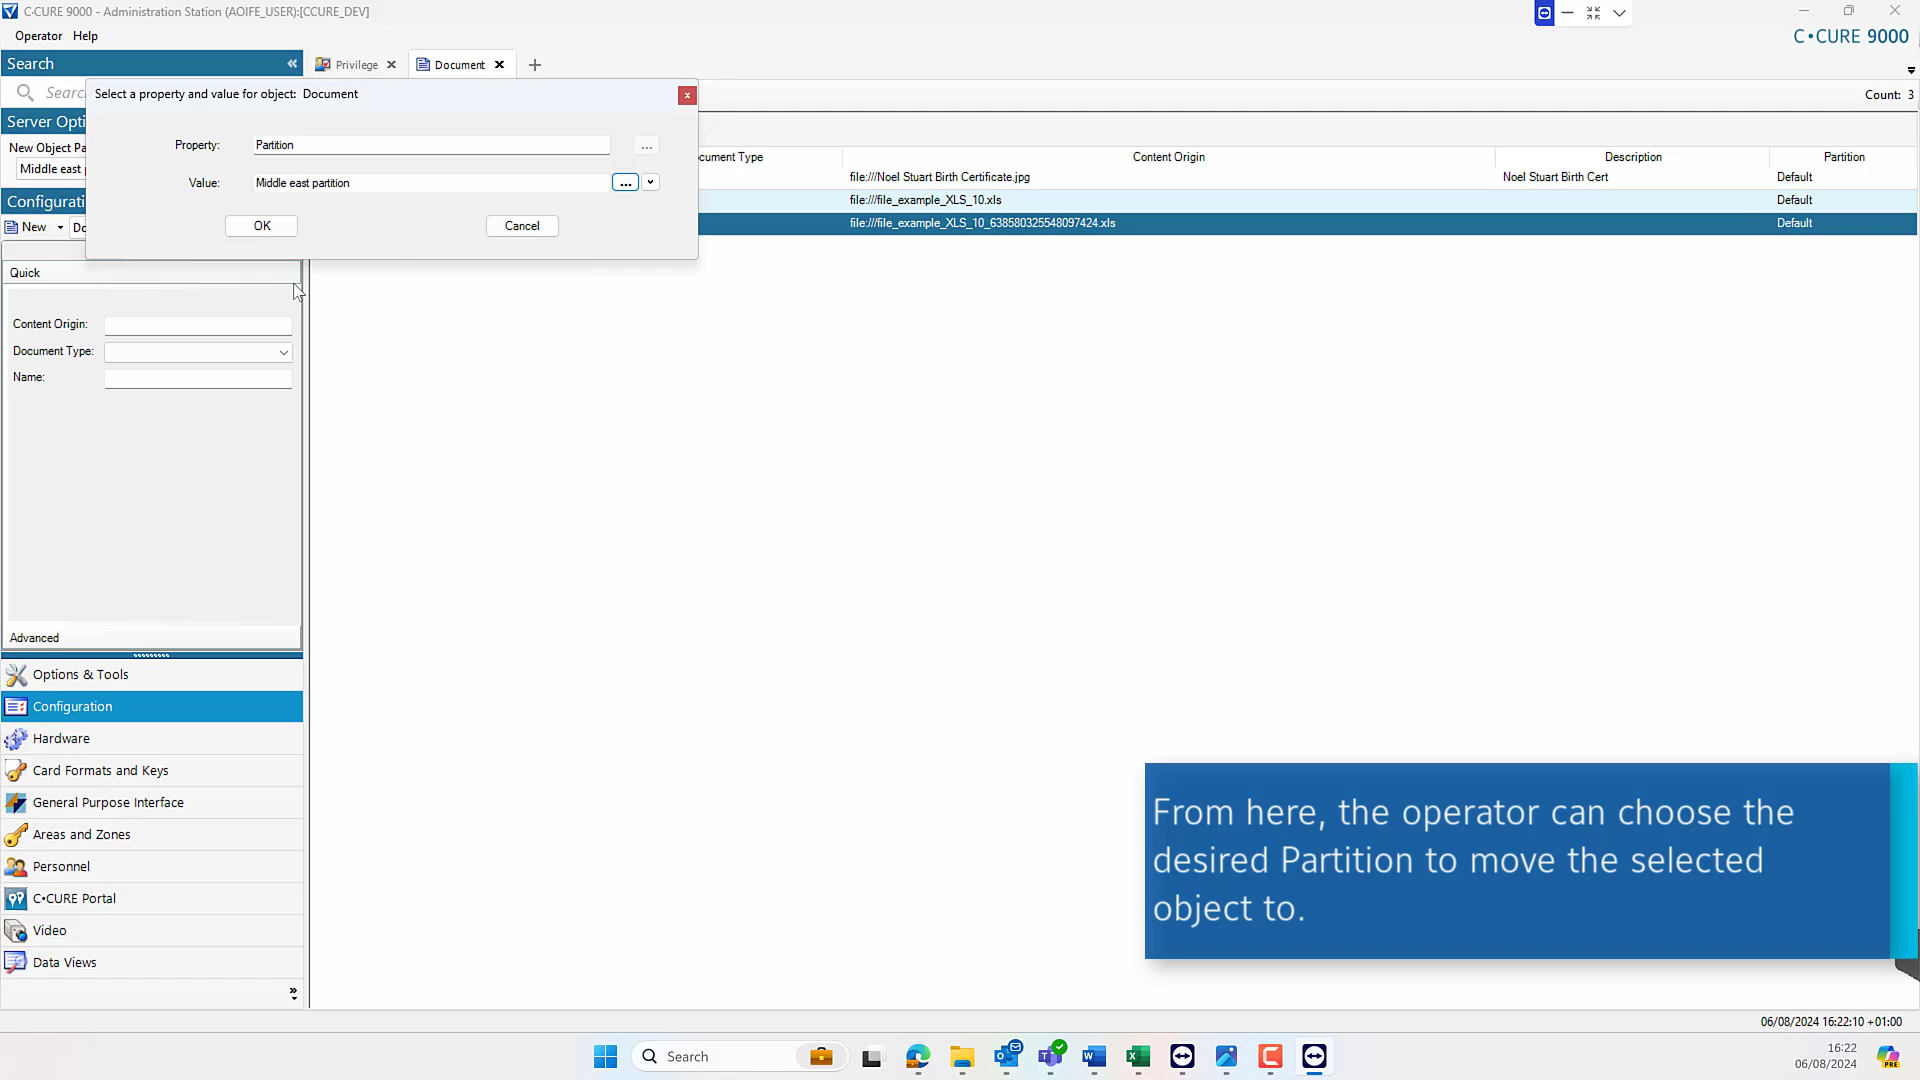 C•CURE 9000 - Administration Station (AOIFE_USER):[CCURE_DEV]
Operator Help
C•CURE 9000
Search
Privilege
Document
Searc
Select a property and value for object: Document
Count: 3
Server Opti
Property: Partition ...
New Object Pa
Middle east
Value: Middle east partition ...
OK Cancel
cument Type Content Origin Description Partition
file:///Noel Stuart Birth Certificate.jpg Noel Stuart Birth Cert Default
file:///file_example_XLS_10.xls Default
file:///file_example_XLS_10_638580325548097424.xls Default
Configurati
New Do
Quick
Content Origin:
Document Type:
Name:
Advanced
Options & Tools
Configuration
Hardware
Card Formats and Keys
General Purpose Interface
Areas and Zones
Personnel
C•CURE Portal
Video
Data Views
From here, the operator can choose the
desired Partition to move the selected
object to.
06/08/2024 16:22:10 +01:00
Search
16:22
06/08/2024
PRE